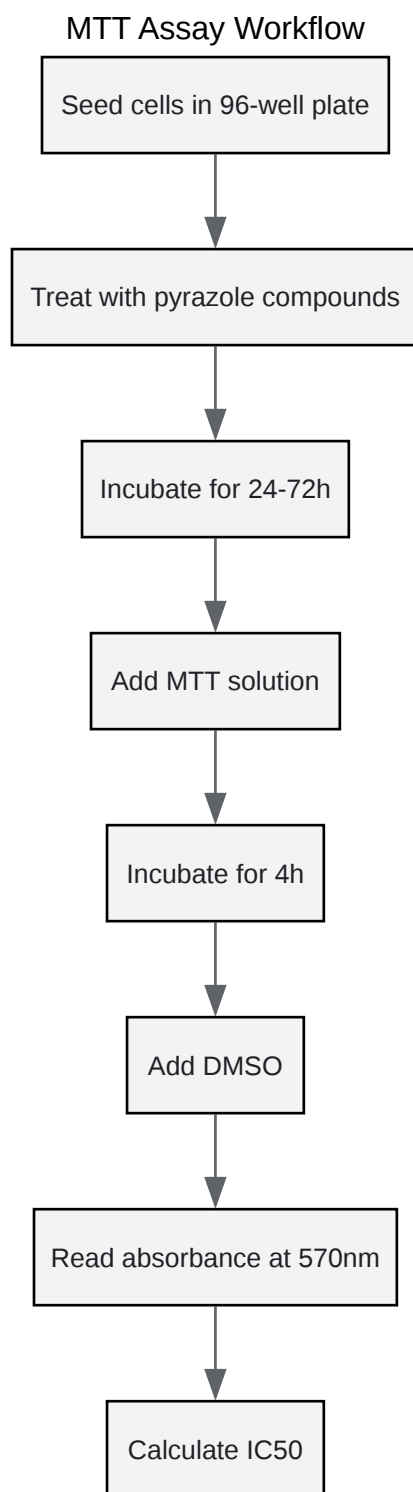 MTT Assay Workflow
Seed cells in 96-well plate
Treat with pyrazole compounds
Incubate for 24-72h
Add MTT solution
Incubate for 4h
Add DMSO
Read absorbance at 570nm
Calculate IC50